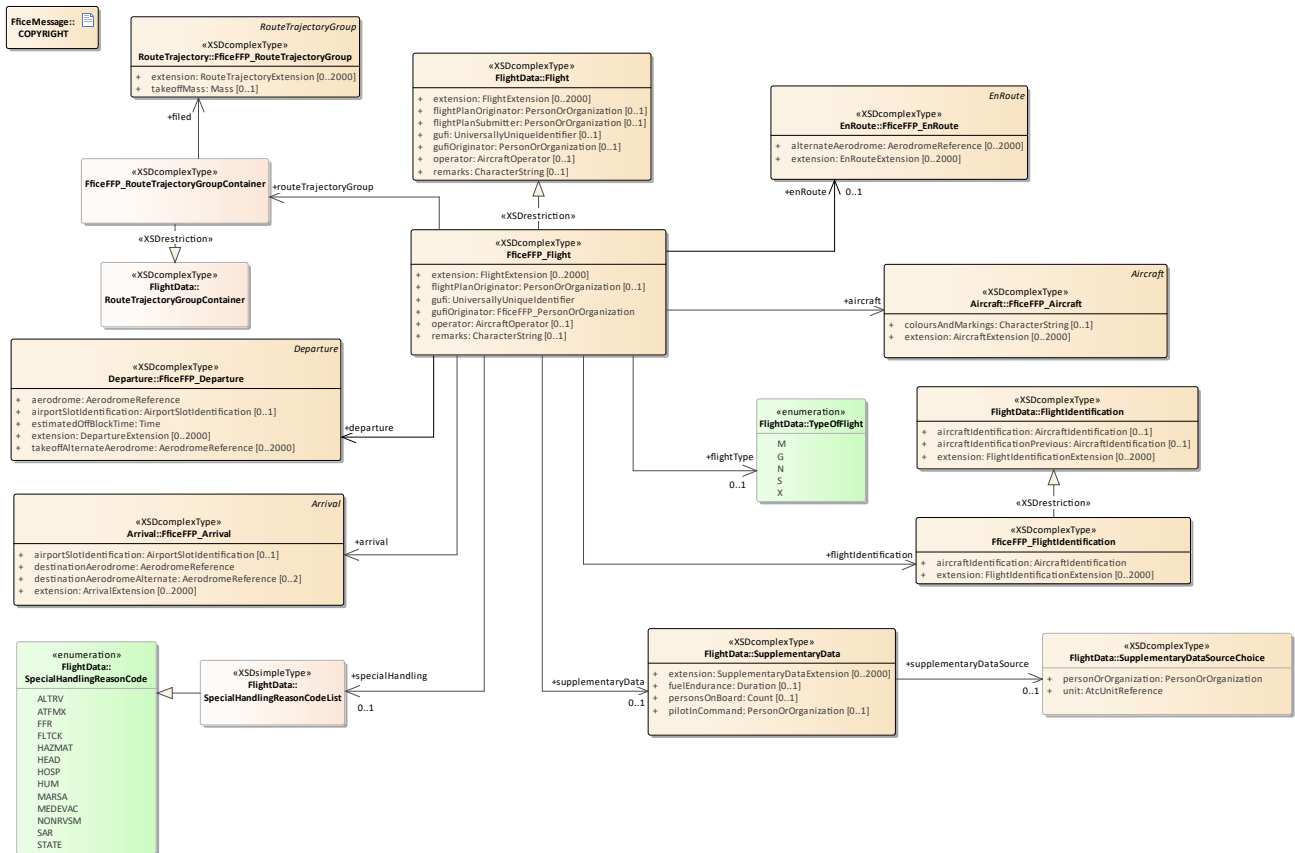 FficeMessage::
COPYRIGHT
RouteTrajectoryGroup
«XSDcomplexType»
RouteTrajectory::FficeFFP_RouteTrajectoryGroup
+ extension: RouteTrajectoryExtension [0..2000]
+ takeoffMass: Mass [0..1]
+filed
«XSDcomplexType»
FficeFFP_RouteTrajectoryGroupContainer
+routeTrajectoryGroup
«XSDrestriction»
«XSDcomplexType»
FlightData::
RouteTrajectoryGroupContainer
«XSDcomplexType»
FlightData::Flight
+ extension: FlightExtension [0..2000]
+ flightPlanOriginator: PersonOrOrganization [0..1]
+ flightPlanSubmitter: PersonOrOrganization [0..1]
+ gufi: UniversallyUniqueIdentifier [0..1]
+ gufiOriginator: PersonOrOrganization [0..1]
+ operator: AircraftOperator [0..1]
+ remarks: CharacterString [0..1]
«XSDrestriction»
«XSDcomplexType»
FficeFFP_Flight
+ extension: FlightExtension [0..2000]
+ flightPlanOriginator: PersonOrOrganization [0..1]
+ gufi: UniversallyUniqueIdentifier
+ gufiOriginator: FficeFFP_PersonOrOrganization
+ operator: AircraftOperator [0..1]
+ remarks: CharacterString [0..1]
EnRoute
«XSDcomplexType»
EnRoute::FficeFFP_EnRoute
+ alternateAerodrome: AerodromeReference [0..2000]
+ extension: EnRouteExtension [0..2000]
+enRoute 0..1
Aircraft
«XSDcomplexType»
Aircraft::FficeFFP_Aircraft
+ coloursAndMarkings: CharacterString [0..1]
+ extension: AircraftExtension [0..2000]
+aircraft
Departure
«XSDcomplexType»
Departure::FficeFFP_Departure
+ aerodrome: AerodromeReference
+ airportSlotIdentification: AirportSlotIdentification [0..1]
+ estimatedOffBlockTime: Time
+ extension: DepartureExtension [0..2000]
+ takeoffAlternateAerodrome: AerodromeReference [0..2000]
+departure
«enumeration»
FlightData::TypeOfFlight
M
G
N
S
X
+flightType
0..1
«XSDcomplexType»
FlightData::FlightIdentification
+ aircraftIdentification: AircraftIdentification [0..1]
+ aircraftIdentificationPrevious: AircraftIdentification [0..1]
+ extension: FlightIdentificationExtension [0..2000]
«XSDrestriction»
«XSDcomplexType»
FficeFFP_FlightIdentification
+ aircraftIdentification: AircraftIdentification
+ extension: FlightIdentificationExtension [0..2000]
+flightIdentification
Arrival
«XSDcomplexType»
Arrival::FficeFFP_Arrival
+ airportSlotIdentification: AirportSlotIdentification [0..1]
+ destinationAerodrome: AerodromeReference
+ destinationAerodromeAlternate: AerodromeReference [0..2]
+ extension: ArrivalExtension [0..2000]
+arrival
«enumeration»
FlightData::
SpecialHandlingReasonCode
ALTRV
ATFMX
FFR
FLTCK
HAZMAT
HEAD
HOSP
HUM
MARSA
MEDEVAC
NONRVSM
SAR
STATE
«XSDsimpleType»
FlightData::
SpecialHandlingReasonCodeList
+specialHandling
0..1
«XSDcomplexType»
FlightData::SupplementaryData
+ extension: SupplementaryDataExtension [0..2000]
+ fuelEndurance: Duration [0..1]
+ personsOnBoard: Count [0..1]
+ pilotInCommand: PersonOrOrganization [0..1]
+supplementaryData
0..1
+supplementaryDataSource
0..1
«XSDcomplexType»
FlightData::SupplementaryDataSourceChoice
+ personOrOrganization: PersonOrOrganization
+ unit: AtcUnitReference